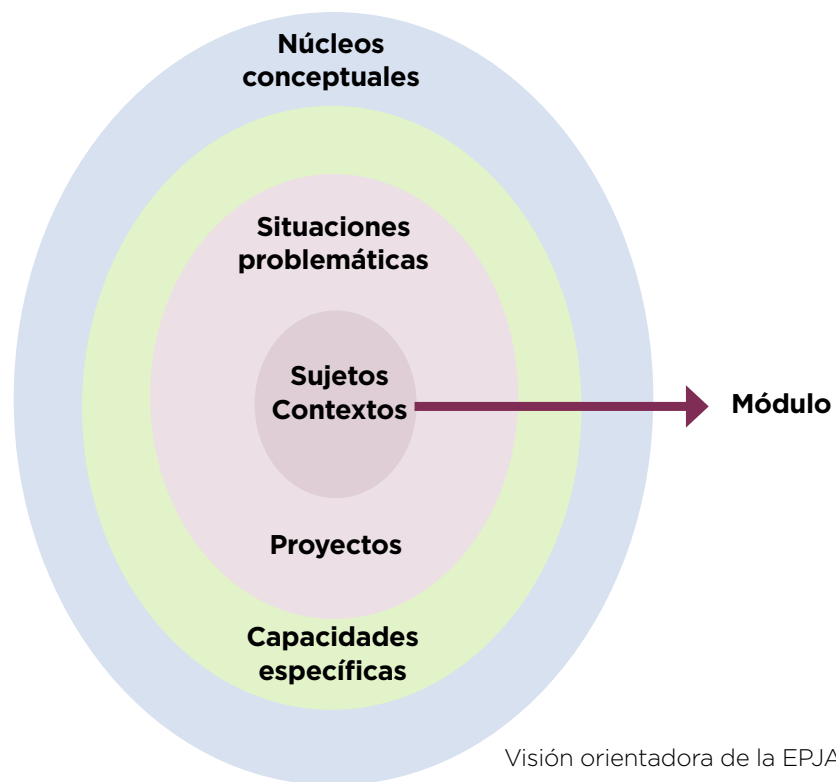 Núcleos
conceptuales
Situaciones
problemáticas
Sujetos
Contextos
Módulo
Proyectos
Capacidades
específicas
Visión orientadora de la EPJA